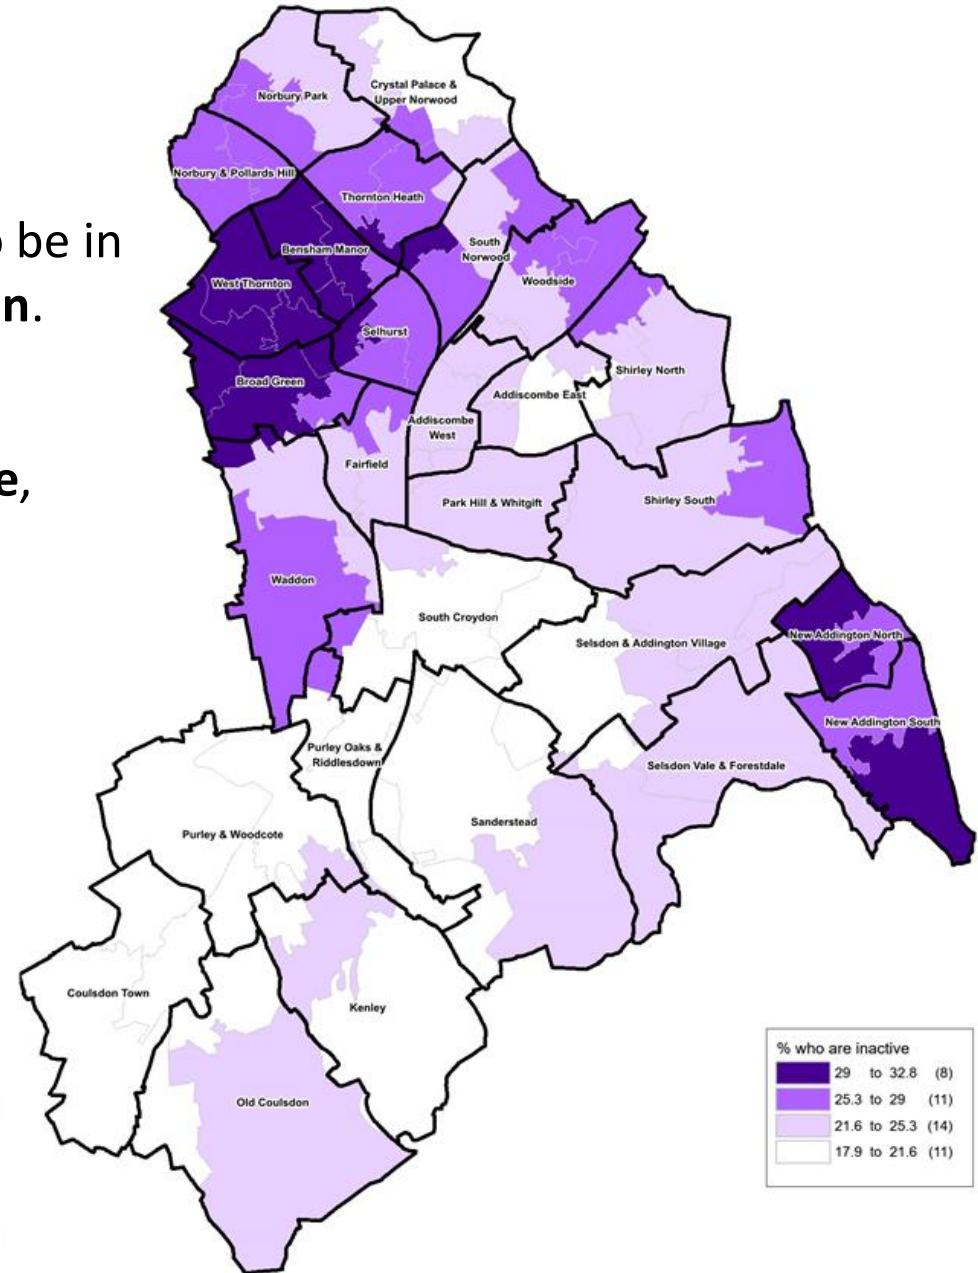 be in
n.
e,
Crystal Palace &
Upper Norwood
Norbury Park
Norbury & Pollards Hill
Thornton Heath
Bensham Manor
South
Norwood
West Thornton
Woodside
Selhurst
Broad Green
Shirley North
Addiscombe East
Addiscombe
West
Fairfield
Park Hill & Whitgift
Shirley South
Waddon
South Croydon
Selsdon & Addington Village
New Addington North
New Addington South
Purley Oaks &
Riddlesdown
Selsdon Vale & Forestdale
Purley & Woodcote
Sanderstead
Coulsdon Town
Kenley
Old Coulsdon
% who are inactive
29 to 32.8 (8)
25.3 to 29 (11)
21.6 to 25.3 (14)
17.9 to 21.6 (11)